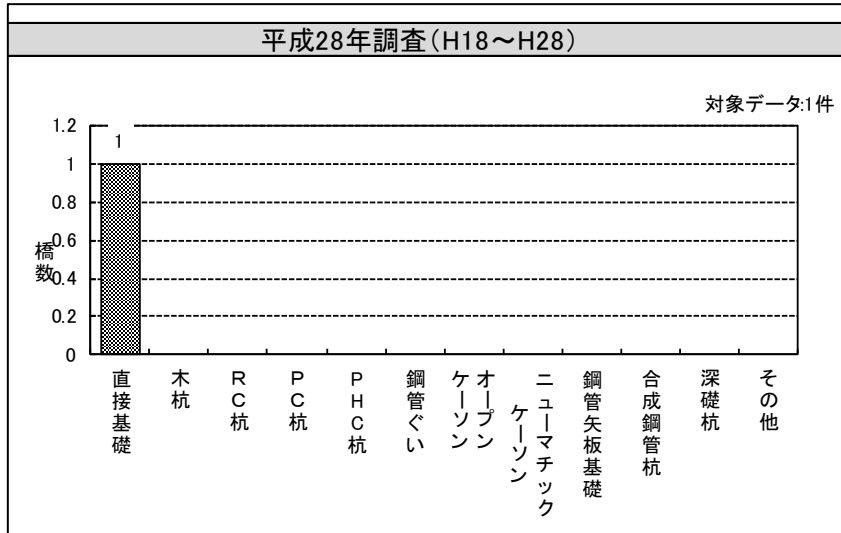 平成28年調査（H18～H28）
対象データ:1件
1.2
1
0.8
0.6
0.4
0.2
0
橋数
1
直接基礎
木杭
ＲＣ杭
ＰＣ杭
ＰＨＣ杭
鋼管ぐい
オープン
ケーソン
ニューマチック
ケーソン
鋼管矢板基礎
合成鋼管杭
深礎杭
その他